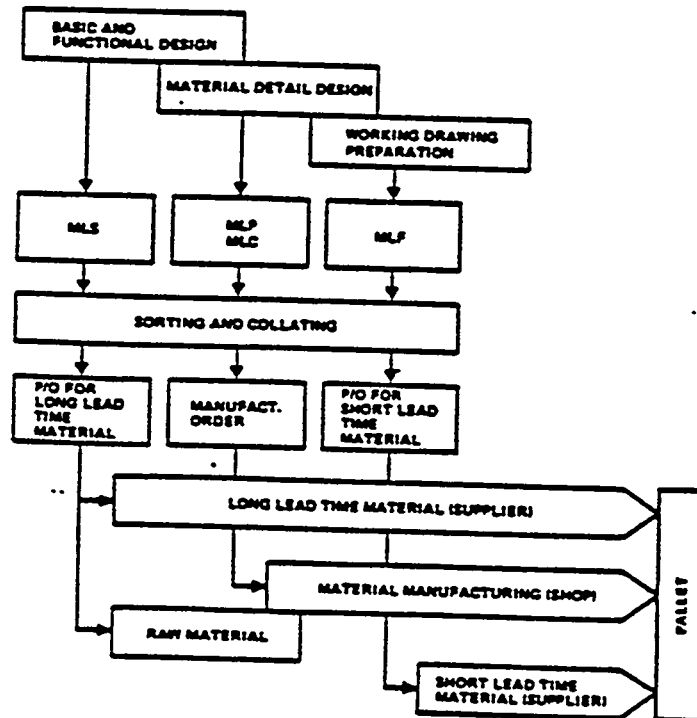 BASIC AND
FUNCTIONAL DESIGN
MATERIAL DETAIL DESIGN
WORKING DRAWING
PREPARATION
MLS
MLP
MLC
MLF
SORTING AND COLLATING
P/O FOR
LONG LEAD
TIME
MATERIAL
MANUFACT.
ORDER
P/O FOR
SHORT LEAD
TIME
MATERIAL
LONG LEAD TIME MATERIAL (SUPPLIER)
MATERIAL MANUFACTURING (SHOP)
RAW MATERIAL
SHORT LEAD TIME
MATERIAL (SUPPLIER)
PALLET